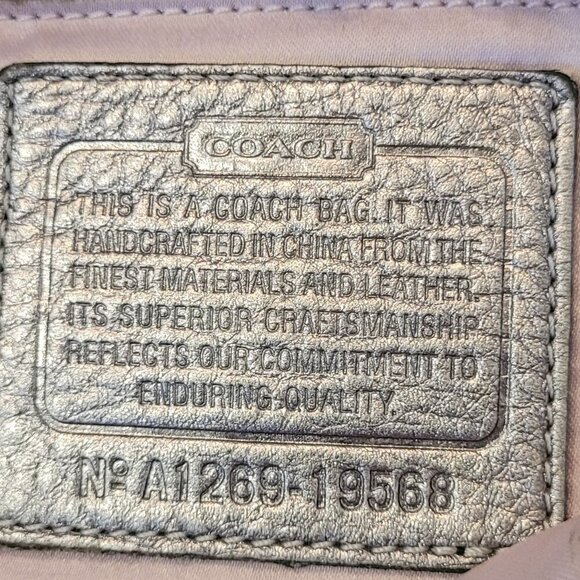 COACH
THIS IS A COACH BAG. IT WAS
HANDCRAFTED IN CHINA FROM THE
FINEST MATERIALS AND LEATHER.
ITS SUPERIOR CRAFTSMANSHIP
REFLECTS OUR COMMITMENT TO
ENDURING QUALITY.
Nº A1269-19568